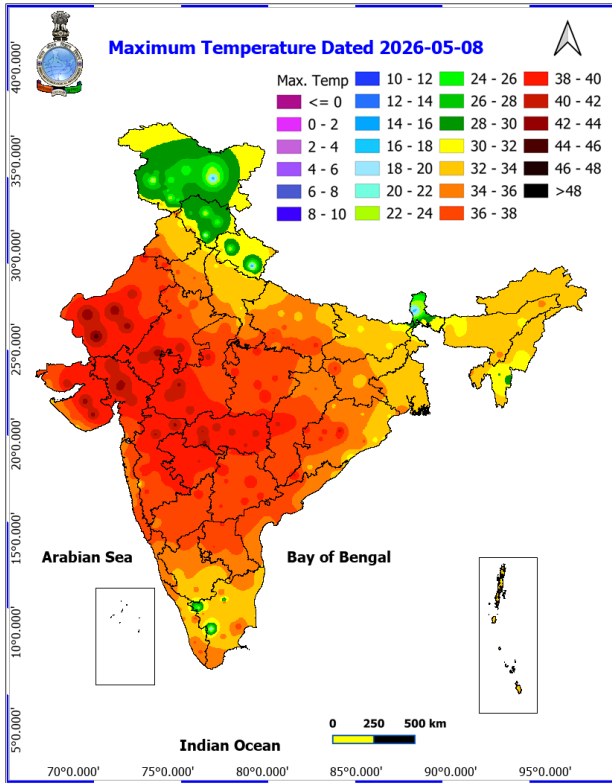 Maximum Temperature Dated 2026-05-08
Max. Temp
<= 0
0 - 2
2 - 4
4 - 6
6 - 8
8 - 10
10 - 12
12 - 14
14 - 16
16 - 18
18 - 20
20 - 22
22 - 24
24 - 26
26 - 28
28 - 30
30 - 32
32 - 34
34 - 36
36 - 38
38 - 40
40 - 42
42 - 44
44 - 46
46 - 48
>48
40°0.000'
35°0.000'
30°0.000'
25°0.000'
20°0.000'
15°0.000'
10°0.000'
5°0.000'
Arabian Sea
Bay of Bengal
Indian Ocean
0 250 500 km
70°0.000' 75°0.000' 80°0.000' 85°0.000' 90°0.000' 95°0.000'